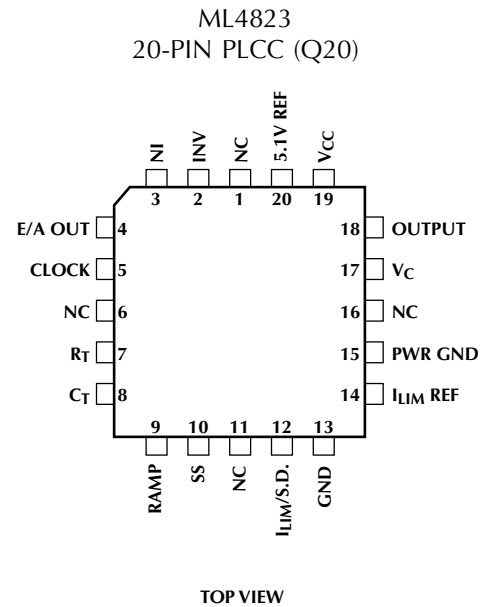 ML4823
20-PIN PLCC (Q20)
NI
INV
NC
5.1V REF
VCC
3 2 1 20 19
E/A OUT 4
CLOCK 5
NC 6
RT 7
CT 8
18 OUTPUT
17 VC
16 NC
15 PWR GND
14 ILIM REF
9 10 11 12 13
RAMP
SS
NC
ILIM/S.D.
GND
TOP VIEW